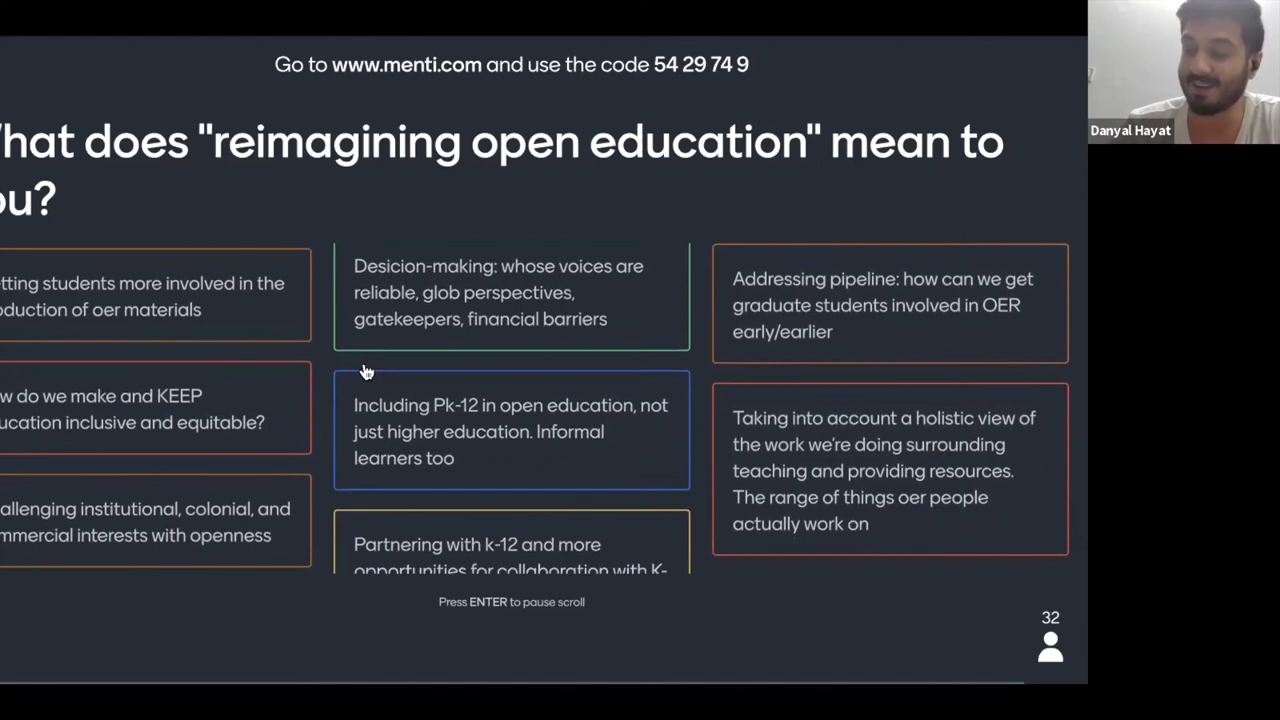 Go to www.menti.com and use the code 54 29 74 9
hat does "reimagining open education" mean to
ou?
tting students more involved in the
oduction of oer materials
w do we make and KEEP
ucation inclusive and equitable?
allenging institutional, colonial, and
mmercial interests with openness
Desicion-making: whose voices are
reliable, glob perspectives,
gatekeepers, financial barriers
Including Pk-12 in open education, not
just higher education. Informal
learners too
Partnering with k-12 and more
opportunities for collaboration with K-
Addressing pipeline: how can we get
graduate students involved in OER
early/earlier
Taking into account a holistic view of
the work we're doing surrounding
teaching and providing resources.
The range of things oer people
actually work on
Press ENTER to pause scroll
32
Danyal Hayat